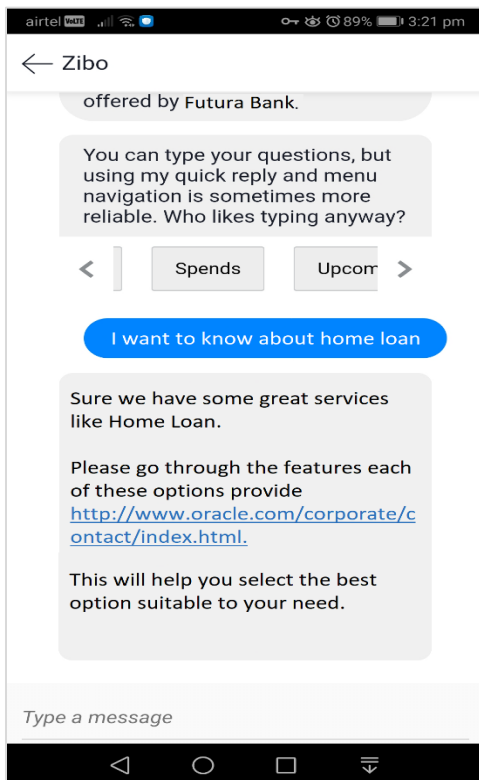 airtel VoLTE 89% 3:21 pm
Zibo
offered by Futura Bank.
You can type your questions, but
using my quick reply and menu
navigation is sometimes more
reliable. Who likes typing anyway?
< Spends Upcom >
I want to know about home loan
Sure we have some great services
like Home Loan.
Please go through the features each
of these options provide
http://www.oracle.com/corporate/c
ontact/index.html.
This will help you select the best
option suitable to your need.
Type a message